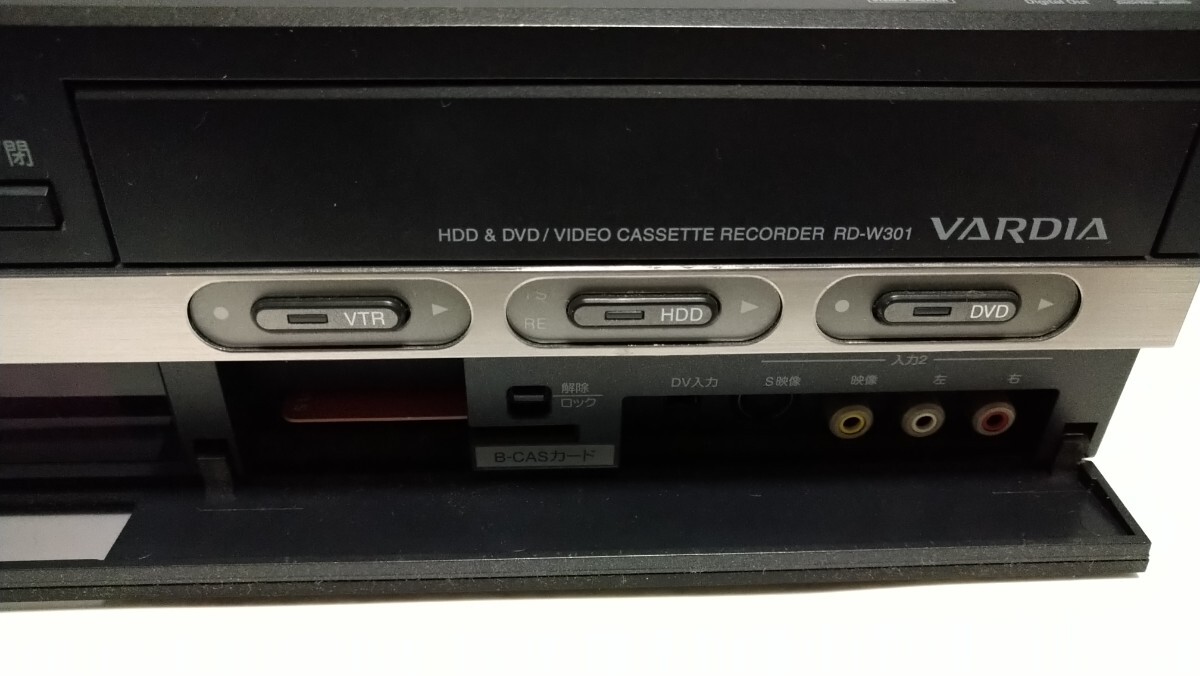 閉
HDD & DVD / VIDEO CASSETTE RECORDER RD-W301 VARDIA
VTR
RE
HDD
DVD
入力2
解除
ロック
DV入力
S映像
映像
左
右
B-CASカード